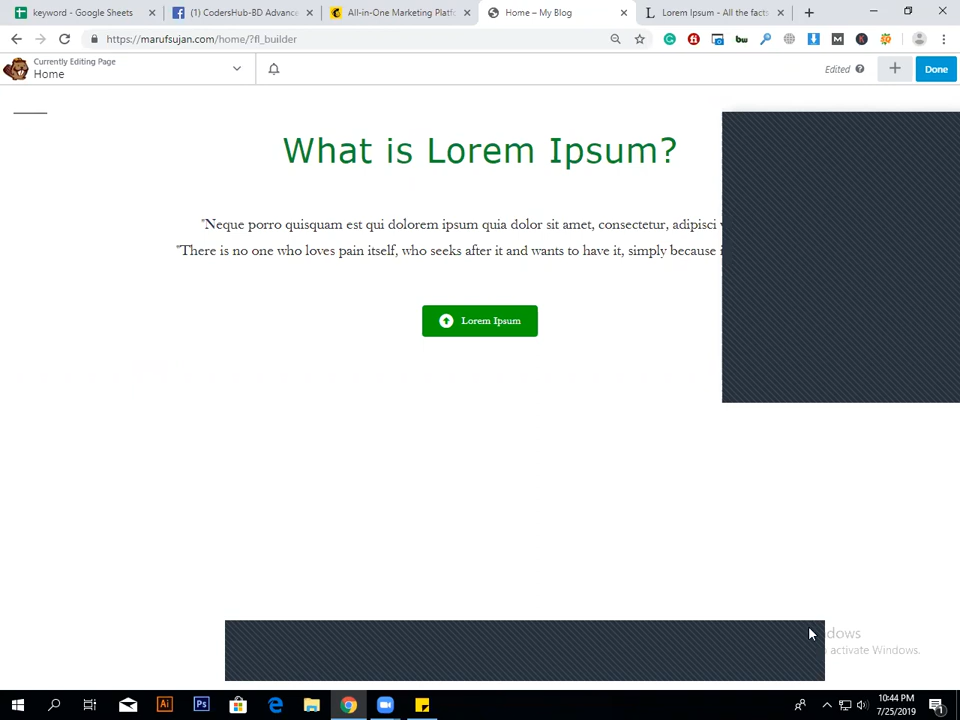 keyword - Google Sheets
(1) CodersHub-BD Advance
All-in-One Marketing Platfo
Home – My Blog
Lorem Ipsum - All the facts
https://marufsujan.com/home/?fl_builder
Currently Editing Page
Home
Edited
Done
What is Lorem Ipsum?
"Neque porro quisquam est qui dolorem ipsum quia dolor sit amet, consectetur, adipisci
"There is no one who loves pain itself, who seeks after it and wants to have it, simply because
Lorem Ipsum
dows
activate Windows.
10:44 PM
7/25/2019